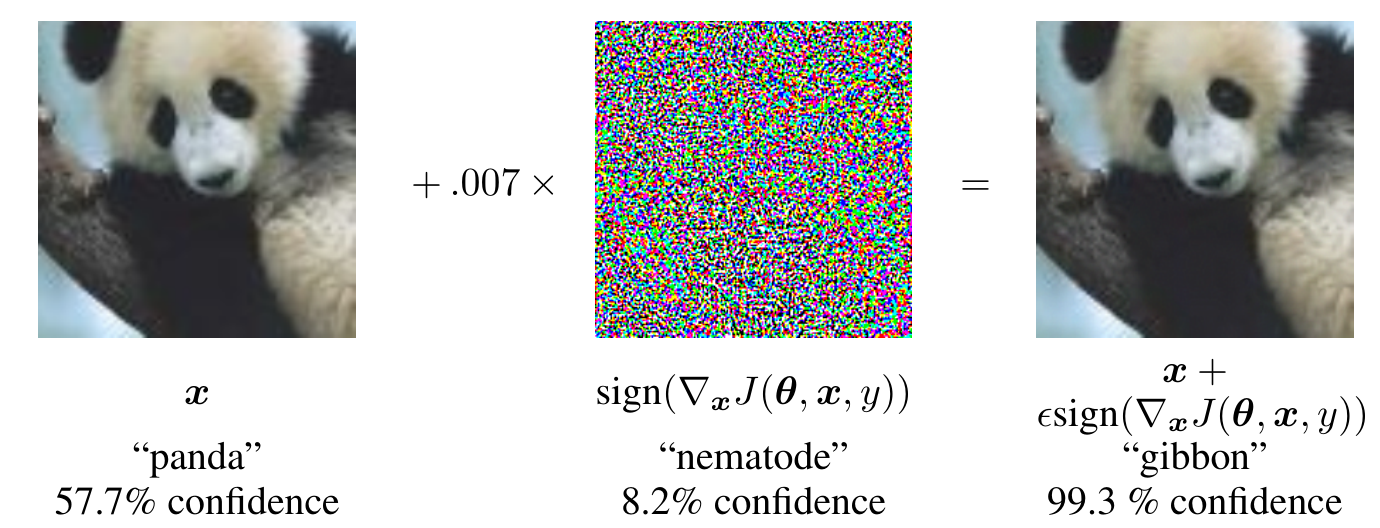 + .007 ×
=
x
sign(∇ₓJ(θ, x, y))
x +
ϵsign(∇ₓJ(θ, x, y))
“panda”
“nematode”
“gibbon”
57.7% confidence
8.2% confidence
99.3 % confidence